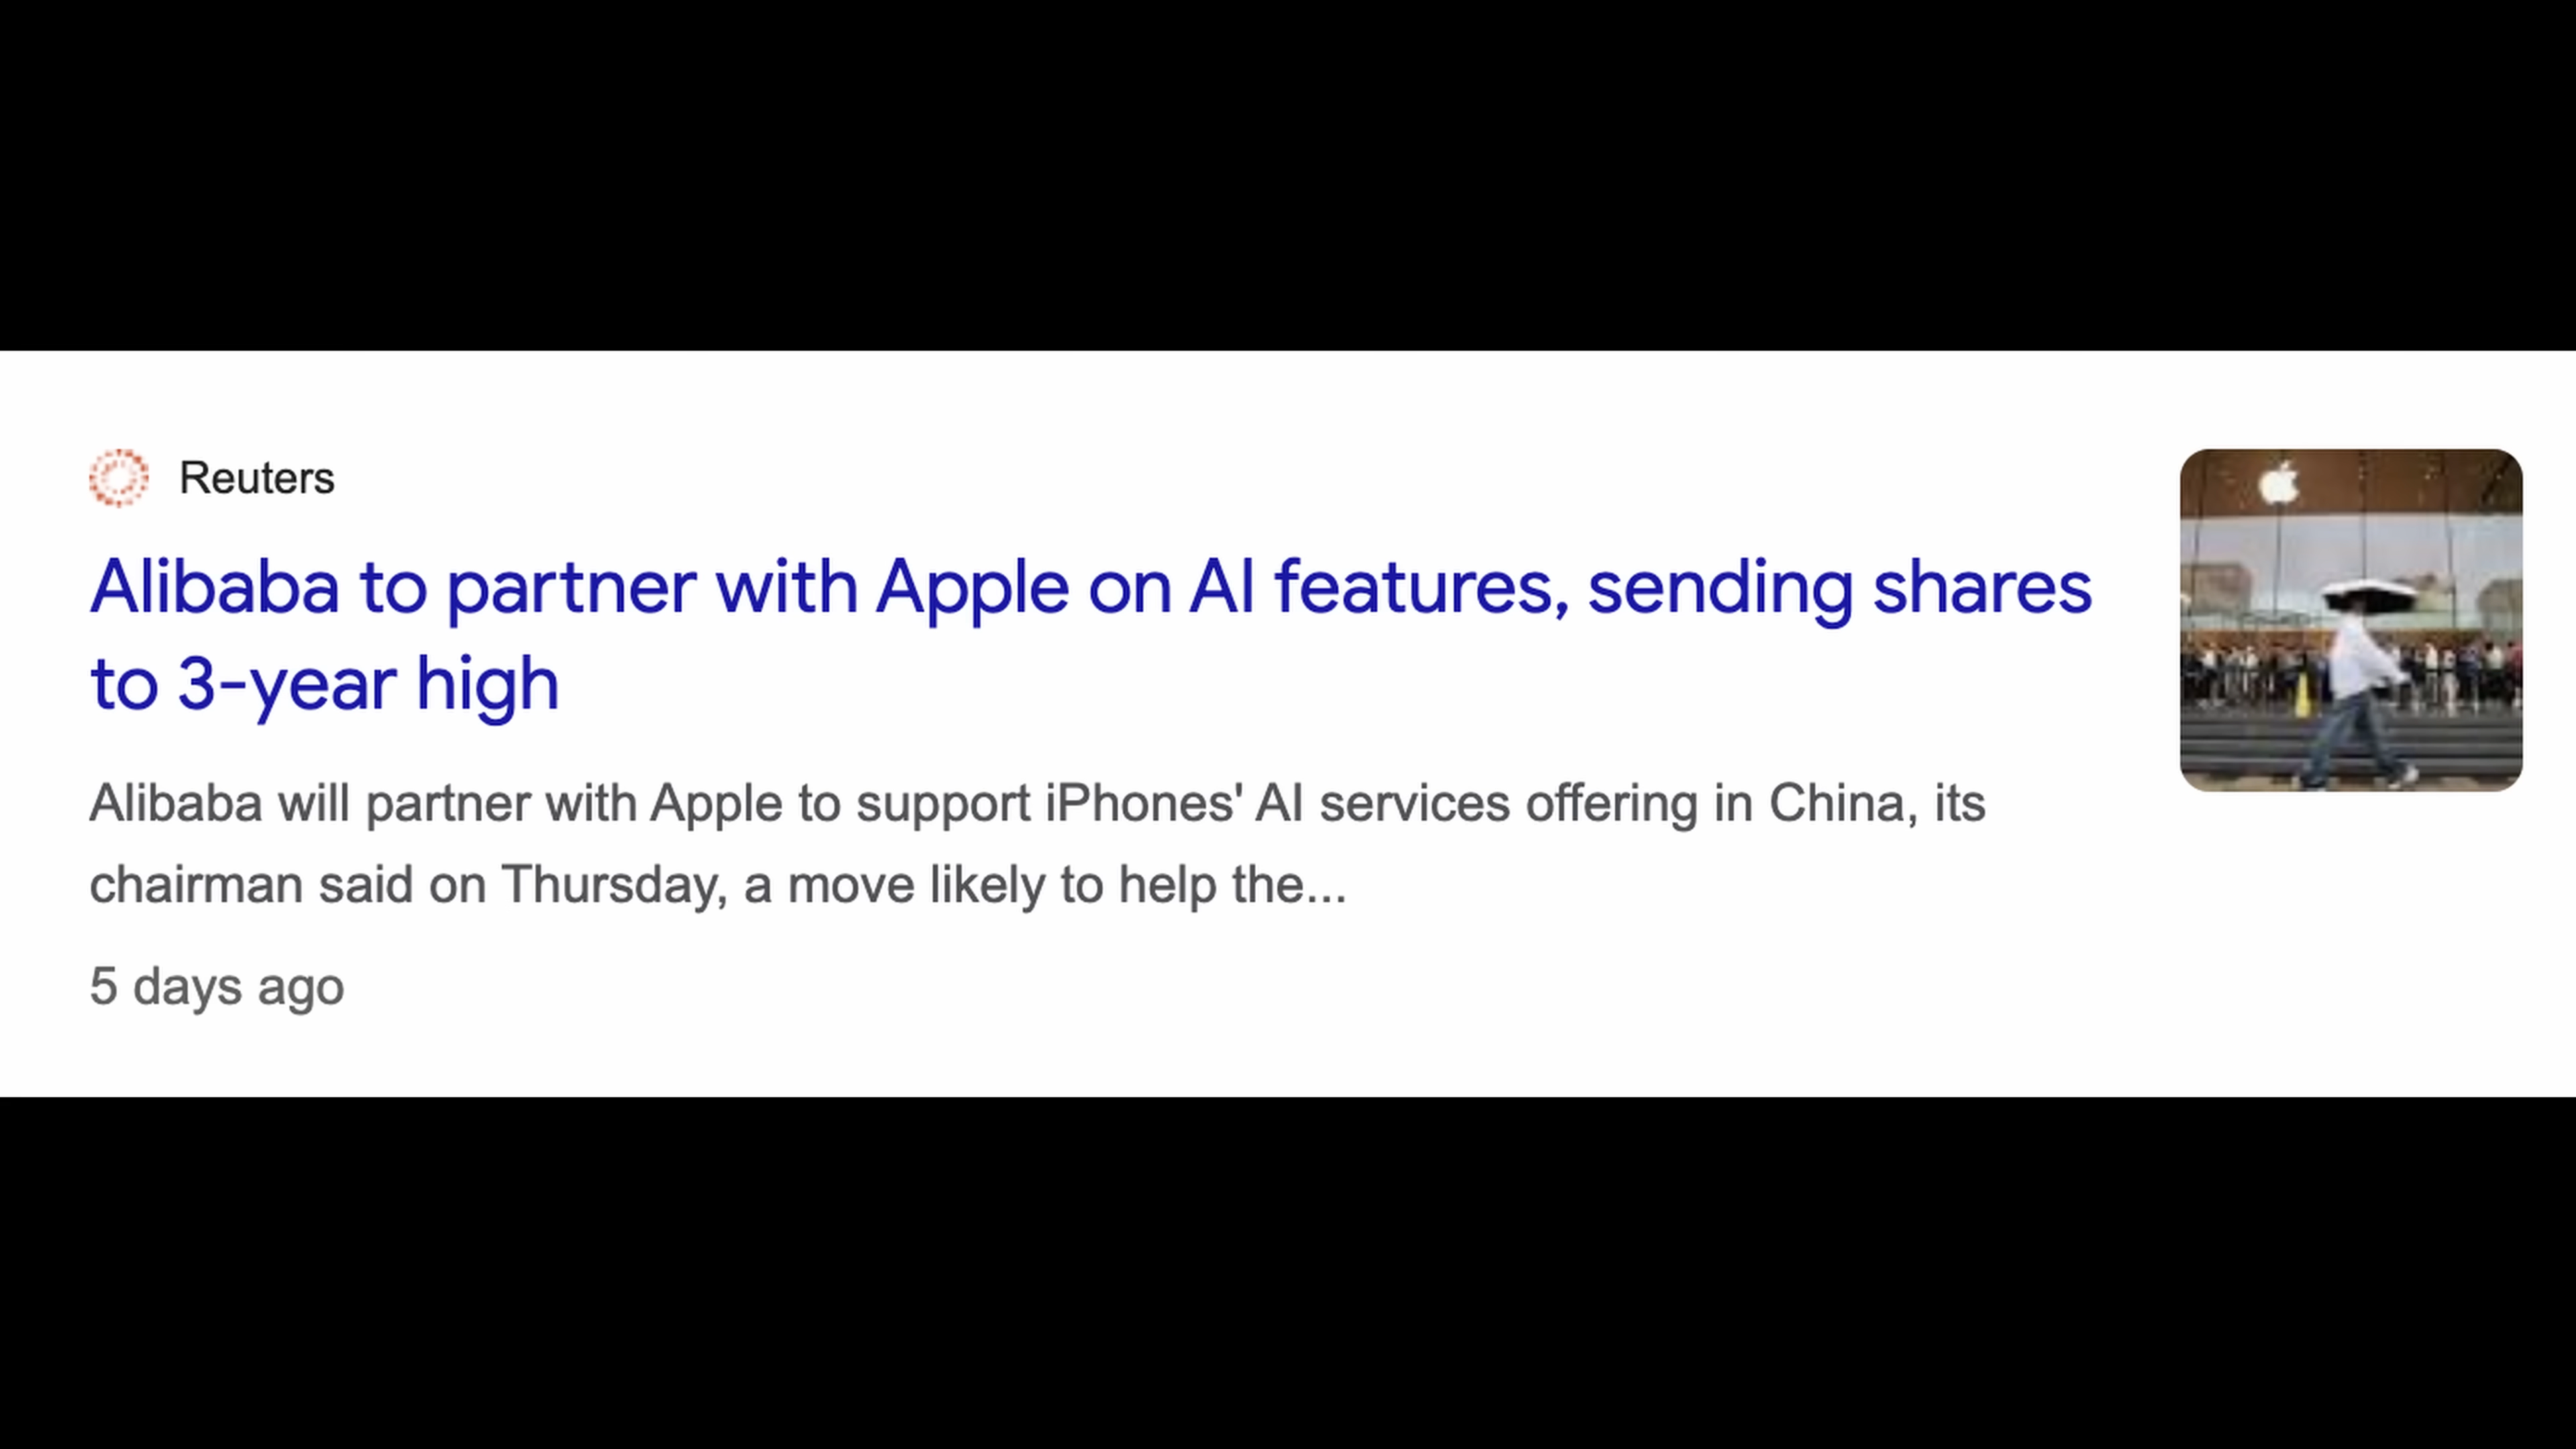 Reuters
Alibaba to partner with Apple on AI features, sending shares
to 3-year high
Alibaba will partner with Apple to support iPhones' AI services offering in China, its
chairman said on Thursday, a move likely to help the...
5 days ago